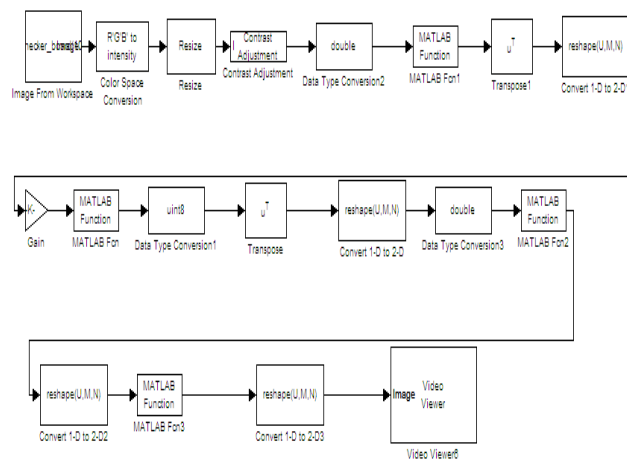 R'G'B' to
intensity
Color Space
Conversion
Image From Workspace
Resize
Resize
I Contrast
Adjustment
Contrast Adjustment
double
Data Type Conversion2
MATLAB
Function
MATLAB Fcn1
uT
Transpose1
reshape(U,M,N)
Convert 1-D to 2-D1
-K-
Gain
MATLAB
Function
MATLAB Fcn
uint8
Data Type Conversion1
uT
Transpose
reshape(U,M,N)
Convert 1-D to 2-D
double
Data Type Conversion3
MATLAB
Function
MATLAB Fcn2
reshape(U,M,N)
Convert 1-D to 2-D2
MATLAB
Function
MATLAB Fcn3
reshape(U,M,N)
Convert 1-D to 2-D3
Image
Video
Viewer
Video Viewer6